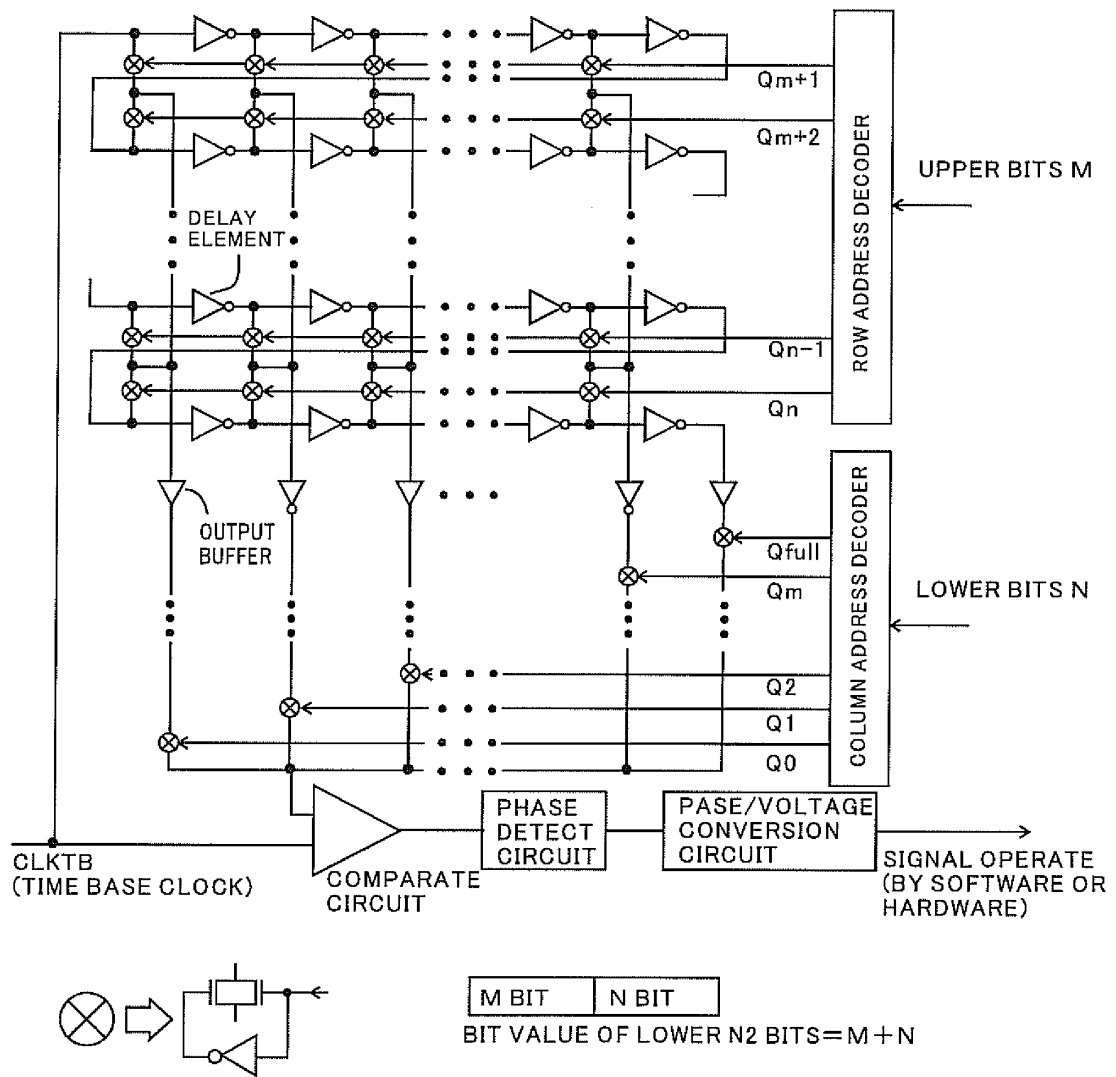 Qm+1
Qm+2
ROW ADDRESS DECODER
UPPER BITS M
DELAY
ELEMENT
Qn-1
Qn
OUTPUT
BUFFER
Qfull
Qm
COLUMN ADDRESS DECODER
LOWER BITS N
Q2
Q1
Q0
CLKTB
(TIME BASE CLOCK)
COMPARATE
CIRCUIT
PHASE
DETECT
CIRCUIT
PASE/VOLTAGE
CONVERSION
CIRCUIT
SIGNAL OPERATE
(BY SOFTWARE OR
HARDWARE)
M BIT N BIT
BIT VALUE OF LOWER N2 BITS=M+N